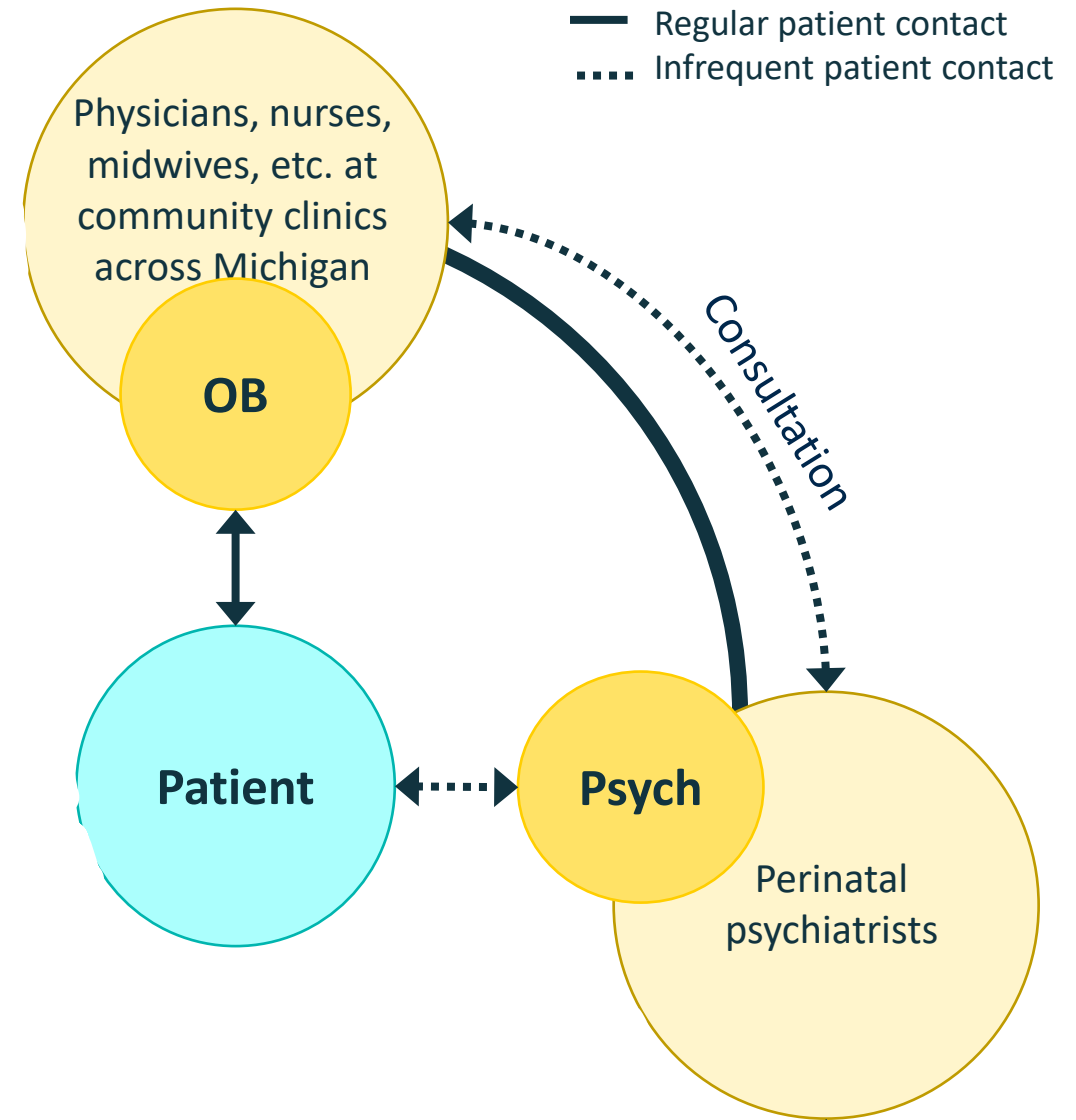 Regular patient contact
Infrequent patient contact
Physicians, nurses,
midwives, etc. at
community clinics
across Michigan
OB
Consultation
Patient
Psych
Perinatal
psychiatrists